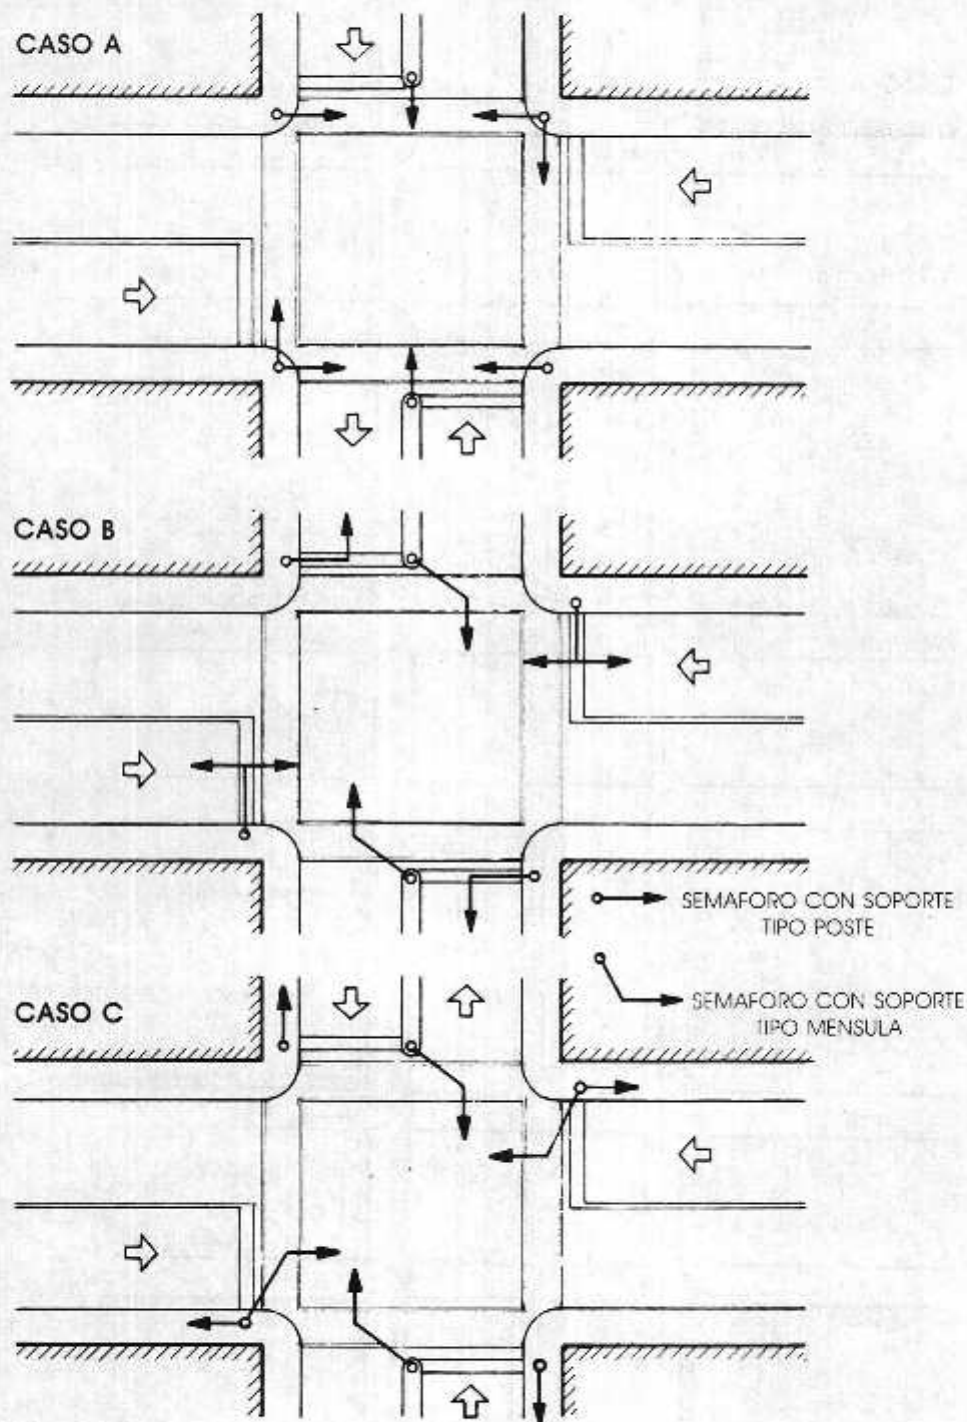 CASO A
CASO B
SEMAFORO CON SOPORTE
TIPO POSTE
SEMAFORO CON SOPORTE
TIPO MENSULA
CASO C